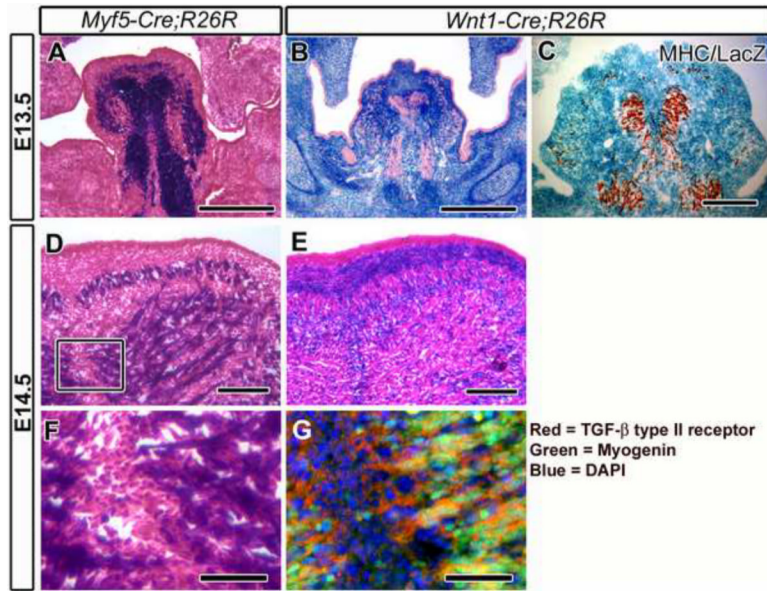 Myf5-Cre;R26R
Wnt1-Cre;R26R
E13.5
A
B
C
MHC/LacZ
E14.5
D
E
F
G
Red = TGF-β type II receptor
Green = Myogenin
Blue = DAPI